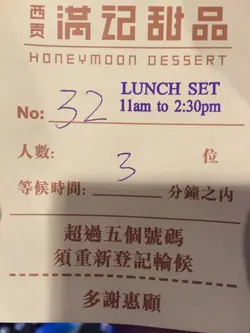 西貢 滿记甜品
HONEYMOON DESSERT
LUNCH SET
No: 32 11am to 2:30pm
人數: 3 位
等候時間: 分鐘之內
超過五個號碼
須重新登記輪候
多謝惠顧